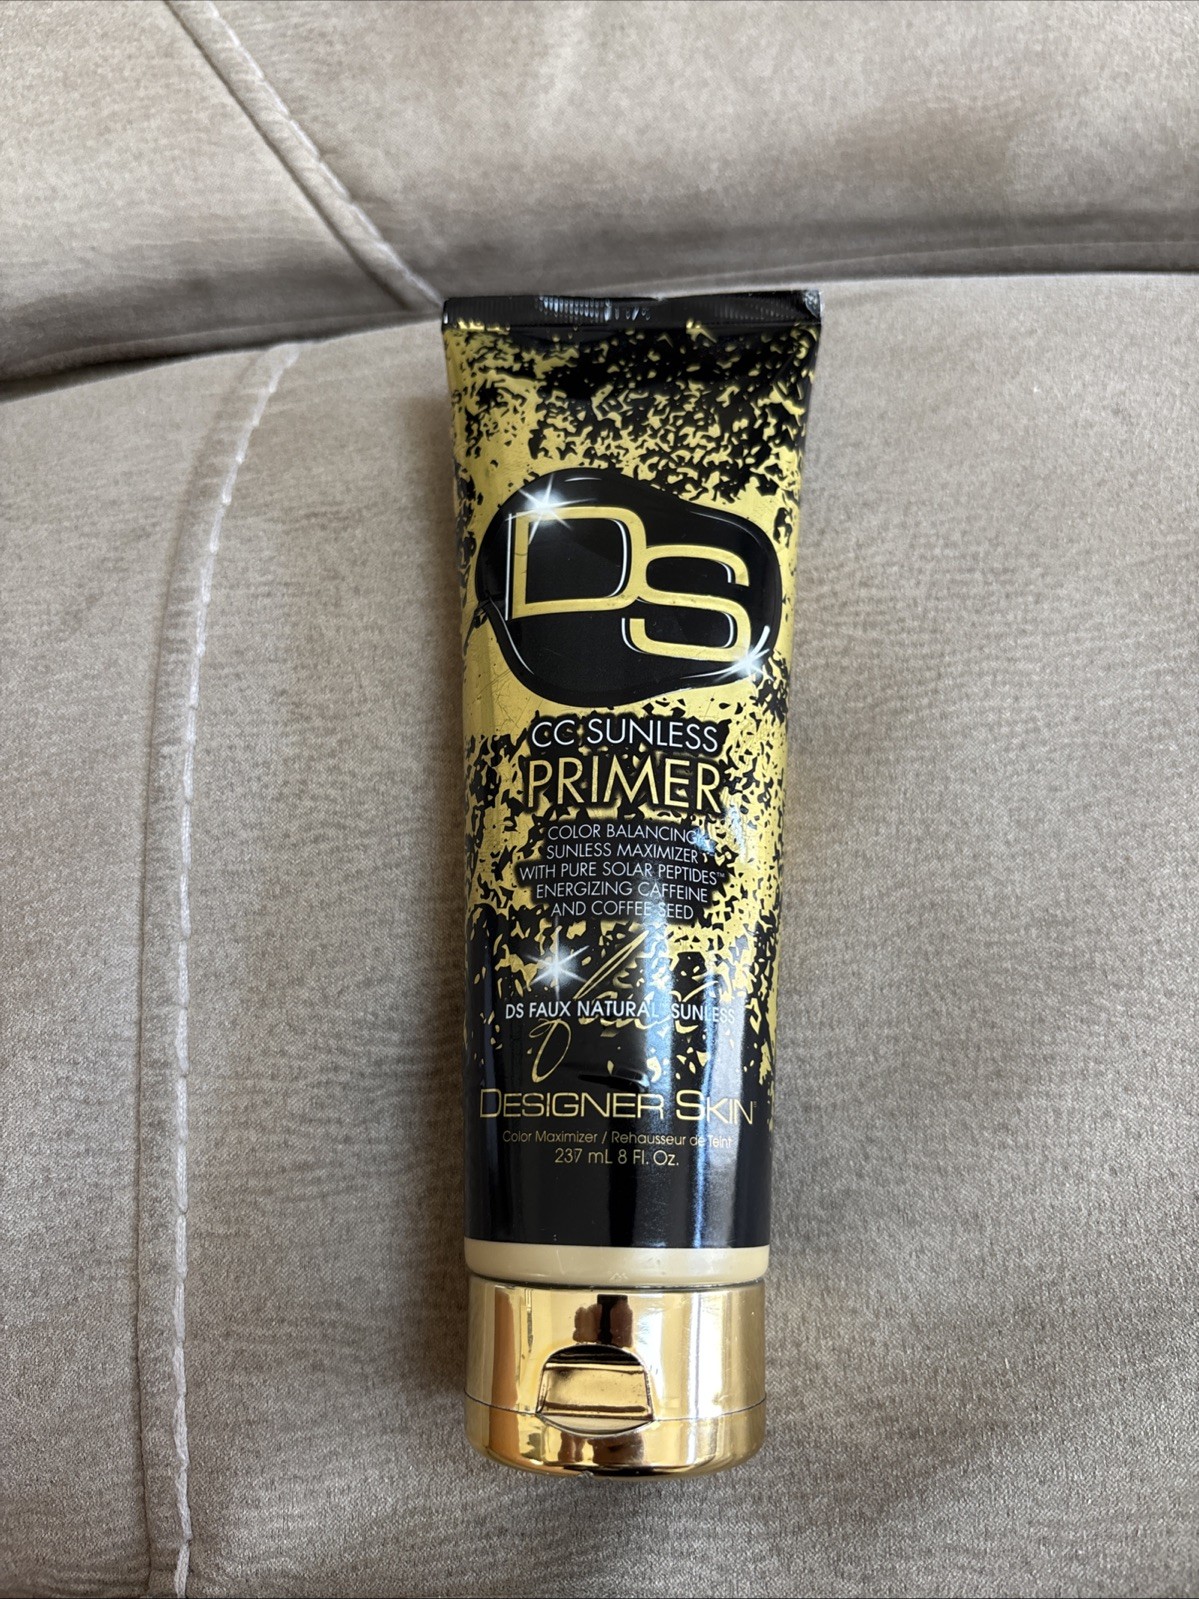 DS
CC SUNLESS
PRIMER
COLOR BALANCING
SUNLESS MAXIMIZER
WITH PURE SOLAR PEPTIDES™
ENERGIZING CAFFEINE
AND COFFEE SEED
DS FAUX NATURAL SUNLESS
DESIGNER SKIN
Color Maximizer / Rehausseur de Teint
237 mL 8 Fl. Oz.